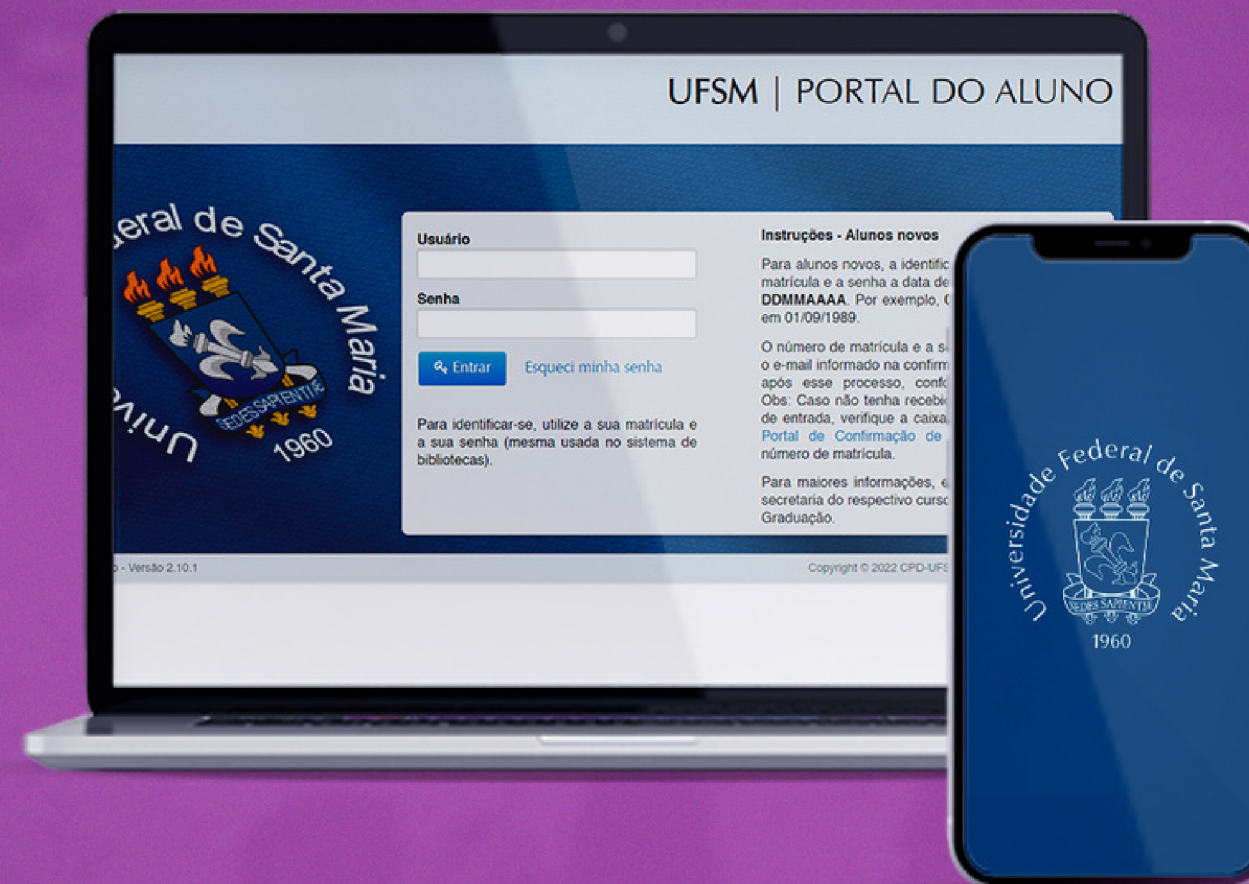 UFSM | PORTAL DO ALUNO
eral de Santa Maria
Univ
1960
SEDES SAPIENTIÆ
Usuário
Senha
Entrar Esqueci minha senha
Para identificar-se, utilize a sua matrícula e
a sua senha (mesma usada no sistema de
bibliotecas).
Instruções - Alunos novos
Para alunos novos, a identific
matrícula e a senha a data de
DDMMAAAA. Por exemplo,
em 01/09/1989.
O número de matrícula e a s
o e-mail informado na confirm
após esse processo, confo
Obs: Caso não tenha recebi
de entrada, verifique a caixa
Portal de Confirmação de
número de matrícula.
Para maiores informações, e
secretaria do respectivo curso
Graduação.
- Versão 2.10.1
Copyright © 2022 CPD-UFS
Universidade Federal de Santa Maria
SEDES SAPIENTIÆ
1960